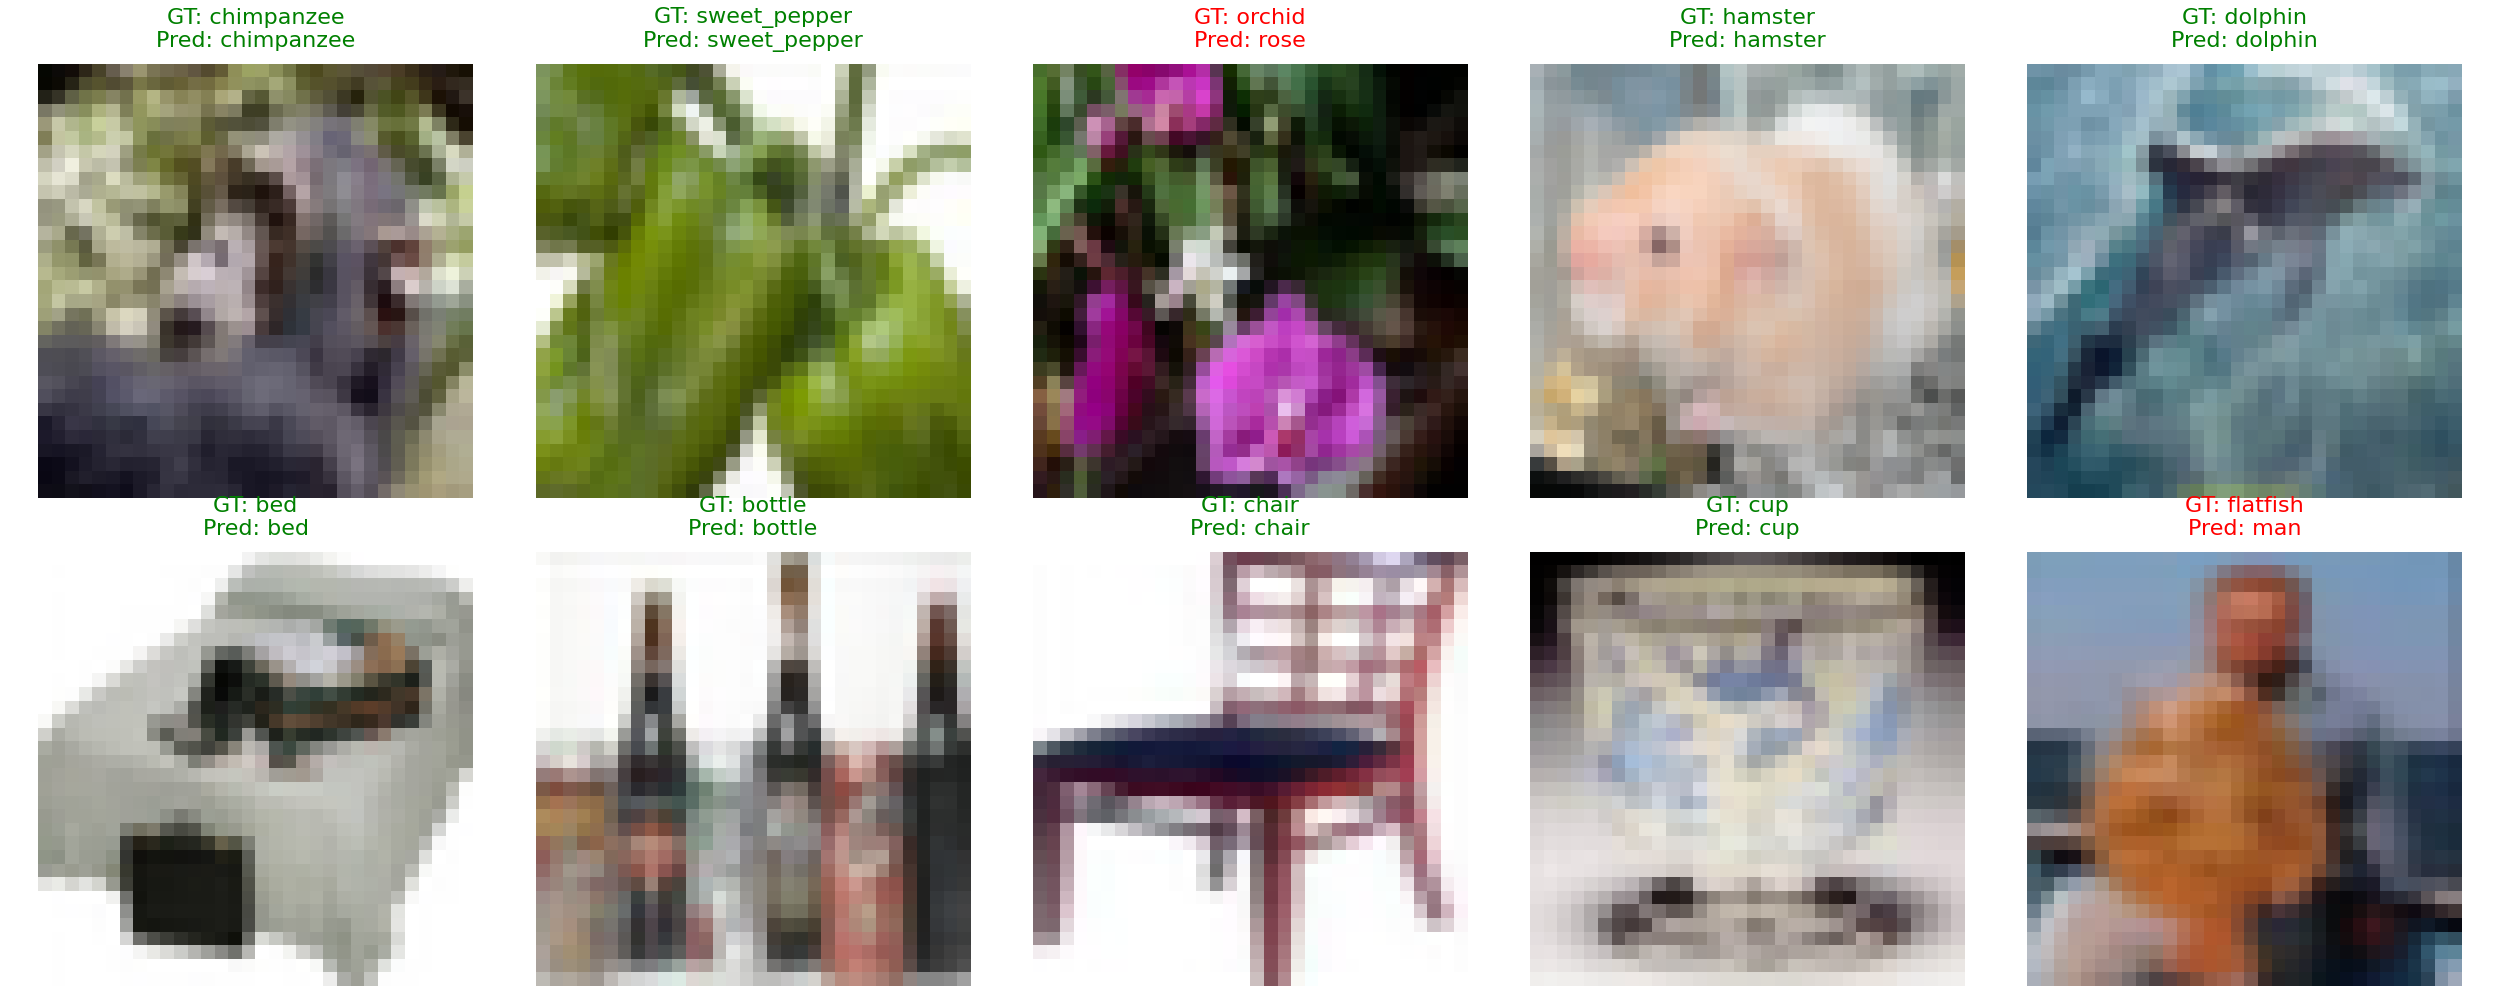 GT: chimpanzee
Pred: chimpanzee
GT: sweet_pepper
Pred: sweet_pepper
GT: orchid
Pred: rose
GT: hamster
Pred: hamster
GT: dolphin
Pred: dolphin
GT: bed
Pred: bed
GT: bottle
Pred: bottle
GT: chair
Pred: chair
GT: cup
Pred: cup
GT: flatfish
Pred: man